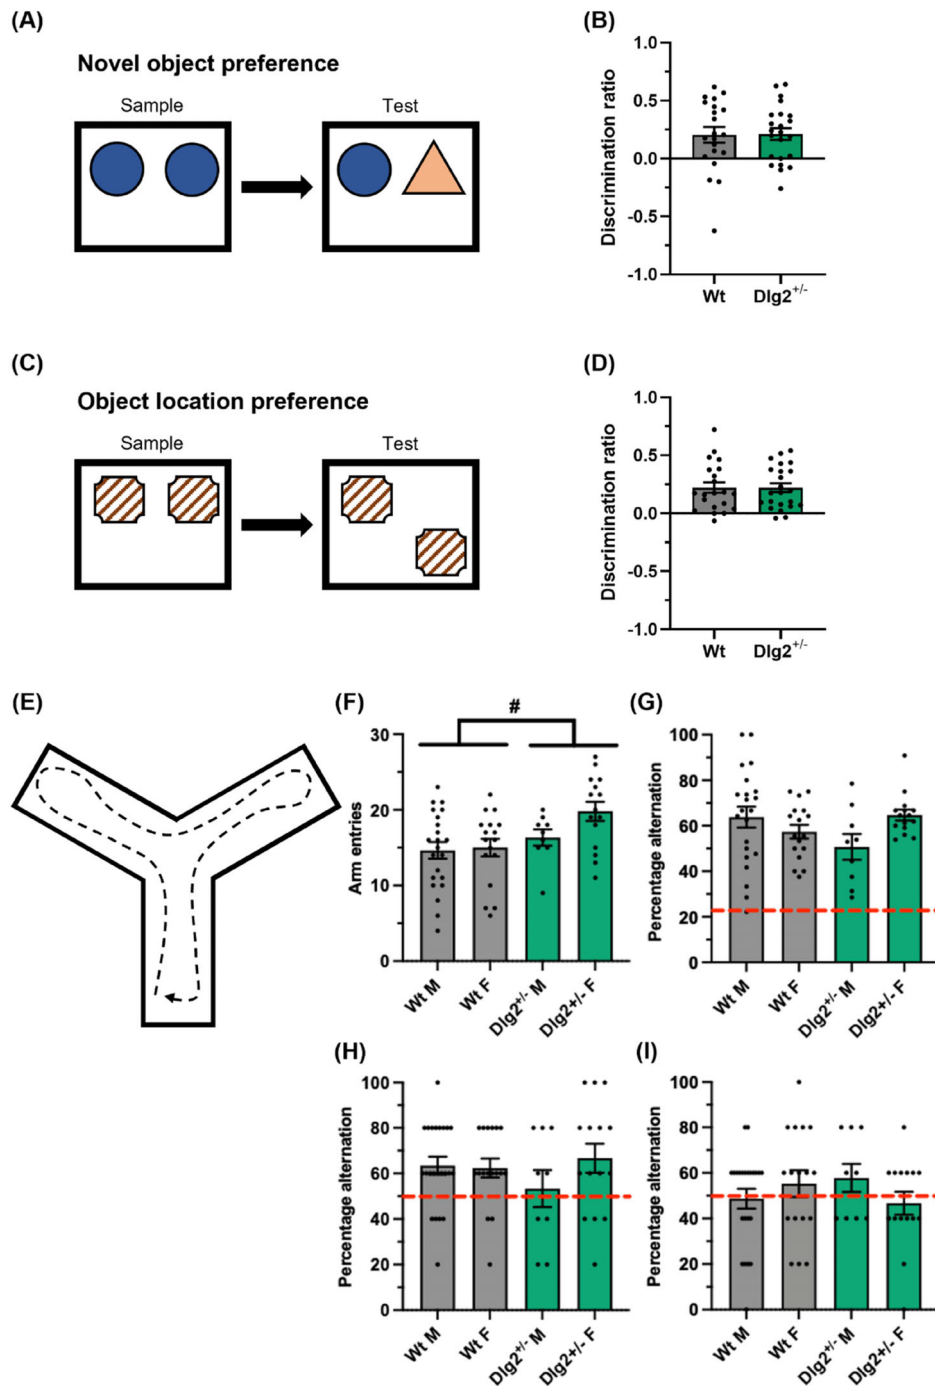 (A)
Novel object preference
Sample
Test
(B)
Discrimination ratio
1.0
0.5
0.0
-0.5
-1.0
Wt
Dlg2+/-
(C)
Object location preference
Sample
Test
(D)
Discrimination ratio
1.0
0.5
0.0
-0.5
-1.0
Wt
Dlg2+/-
(E)
(F)
#
Arm entries
30
20
10
0
Wt M
Wt F
Dlg2+/- M
Dlg2+/- F
(G)
Percentage alternation
100
80
60
40
20
0
Wt M
Wt F
Dlg2+/- M
Dlg2+/- F
(H)
Percentage alternation
100
80
60
40
20
0
Wt M
Wt F
Dlg2+/- M
Dlg2+/- F
(I)
Percentage alternation
100
80
60
40
20
0
Wt M
Wt F
Dlg2+/- M
Dlg2+/- F